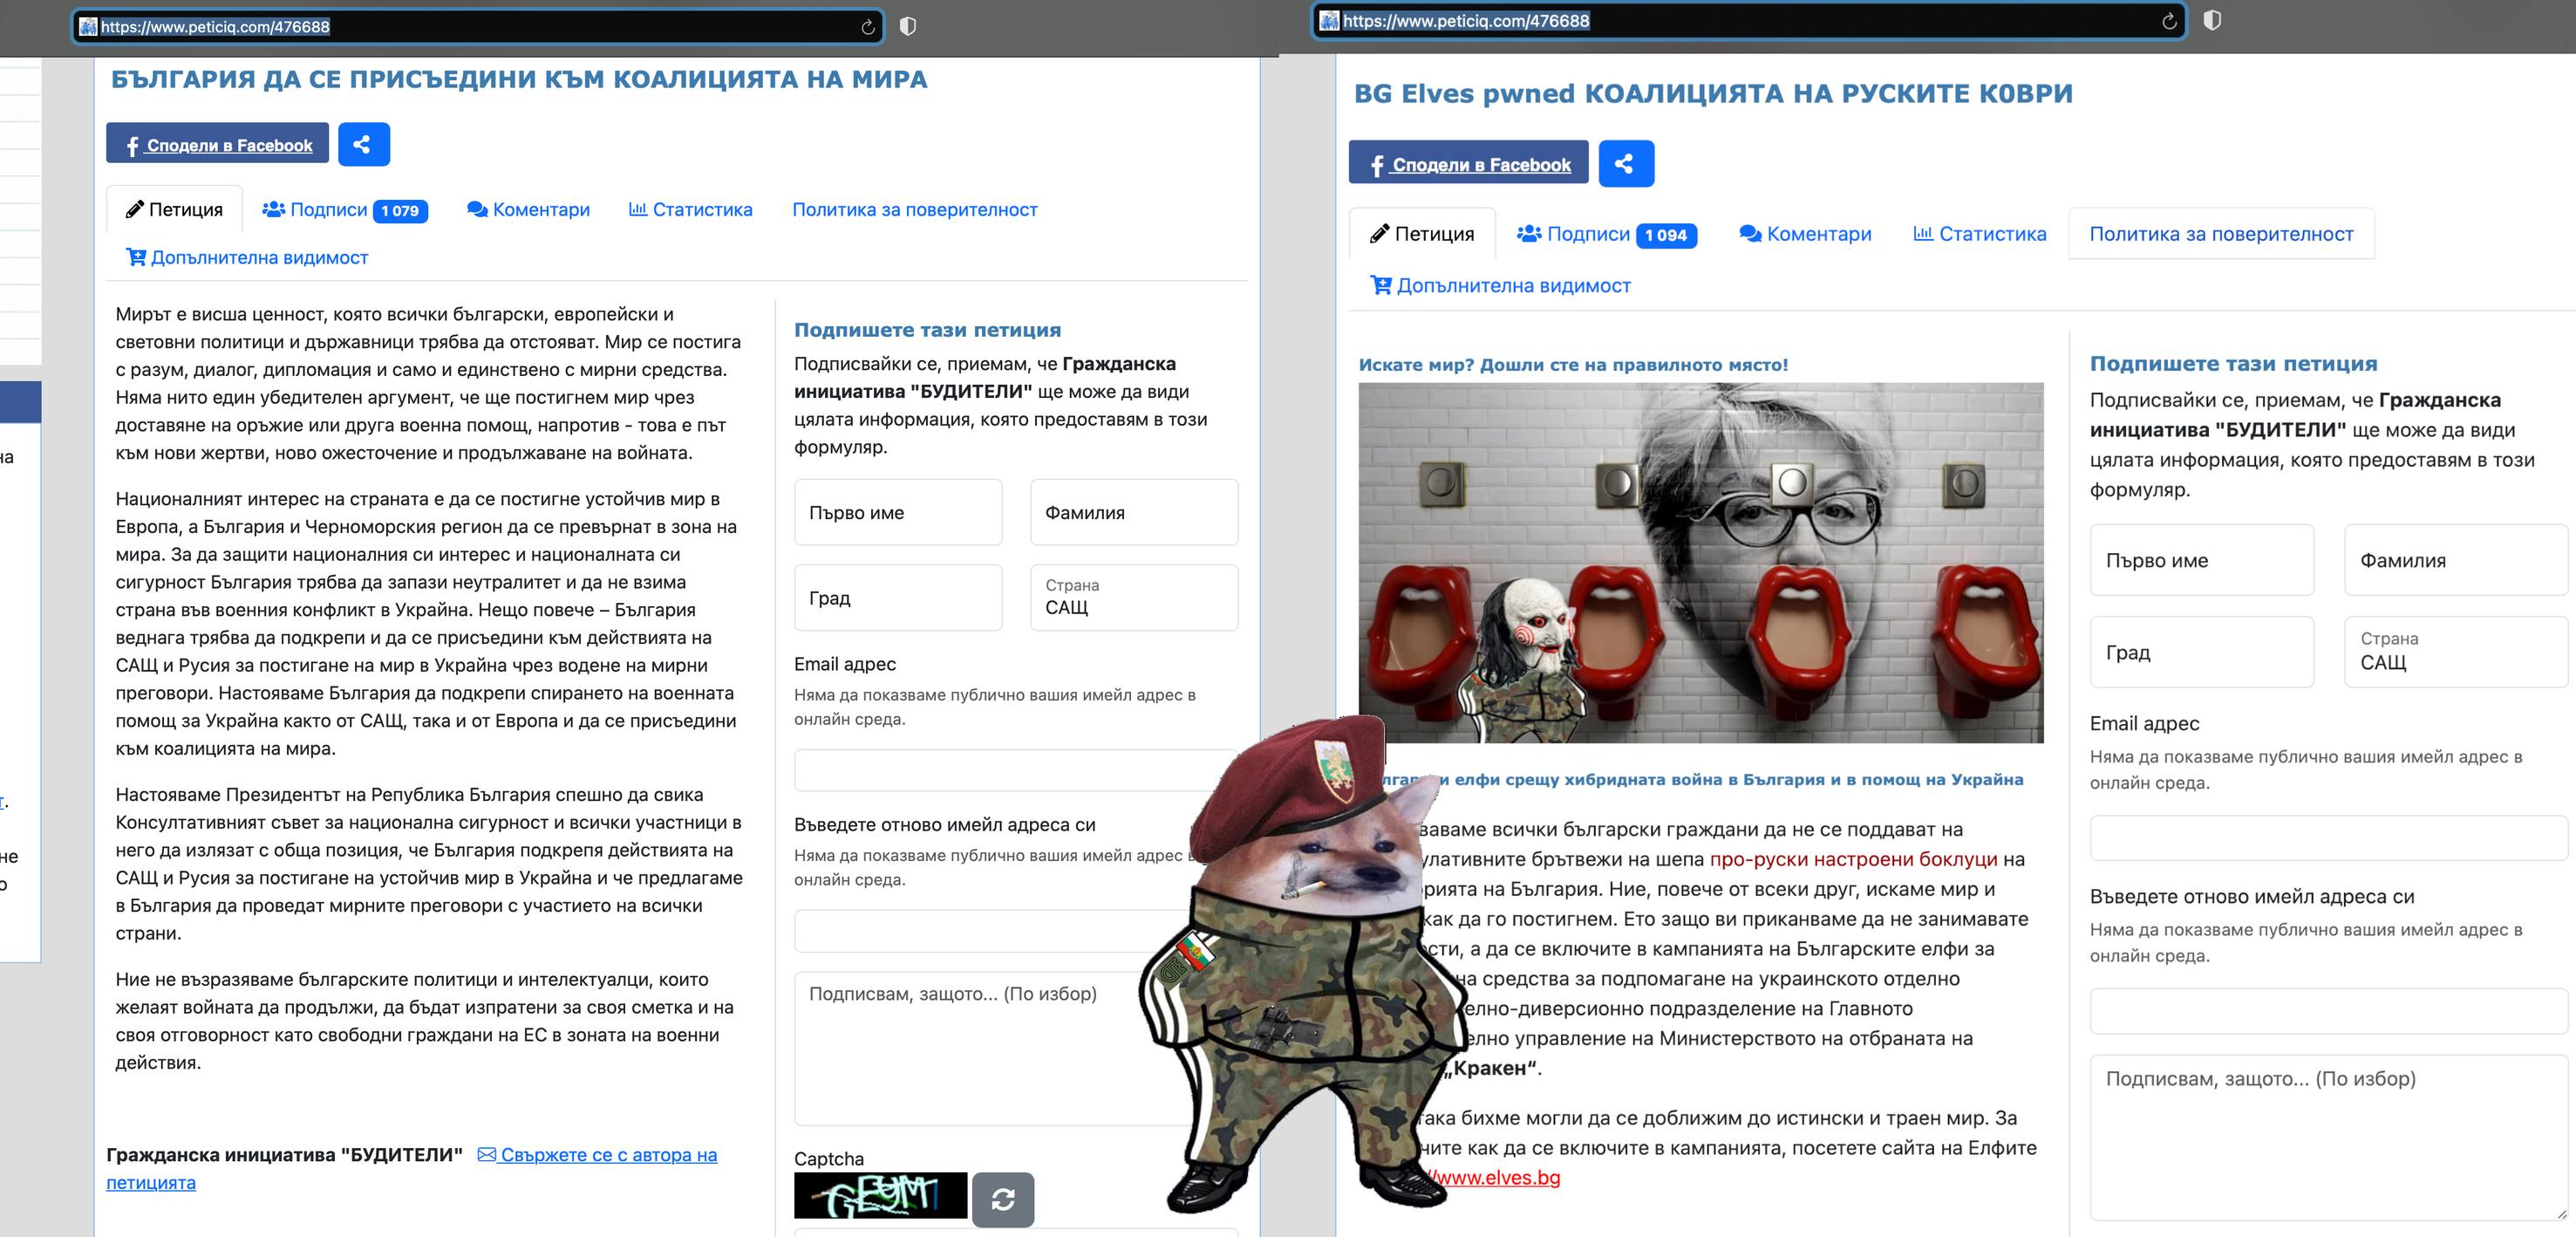 https://www.peticiq.com/476688
БЪЛГАРИЯ ДА СЕ ПРИСЪЕДИНИ КЪМ КОАЛИЦИЯТА НА МИРА
Сподели в Facebook
Петиция
Подписи 1 079
Коментари
Статистика
Политика за поверителност
Допълнителна видимост
Мирът е висша ценност, която всички български, европейски и
световни политици и държавници трябва да отстояват. Мир се постига
с разум, диалог, дипломация и само и единствено с мирни средства.
Няма нито един убедителен аргумент, че ще постигнем мир чрез
доставяне на оръжие или друга военна помощ, напротив - това е път
към нови жертви, ново ожесточение и продължаване на войната.
Националният интерес на страната е да се постигне устойчив мир в
Европа, а България и Черноморския регион да се превърнат в зона на
мира. За да защити националния си интерес и националната си
сигурност България трябва да запази неутралитет и да не взима
страна във военния конфликт в Украйна. Нещо повече – България
веднага трябва да подкрепи и да се присъедини към действията на
САЩ и Русия за постигане на мир в Украйна чрез водене на мирни
преговори. Настояваме България да подкрепи спирането на военната
помощ за Украйна както от САЩ, така и от Европа и да се присъедини
към коалицията на мира.
Настояваме Президентът на Република България спешно да свика
Консултативният съвет за национална сигурност и всички участници в
него да излязат с обща позиция, че България подкрепя действията на
САЩ и Русия за постигане на устойчив мир в Украйна и че предлагаме
в България да проведат мирните преговори с участието на всички
страни.
Ние не възразяваме българските политици и интелектуалци, които
желаят войната да продължи, да бъдат изпратени за своя сметка и на
своя отговорност като свободни граждани на ЕС в зоната на военни
действия.
Гражданска инициатива "БУДИТЕЛИ" Свържете се с автора на
петицията
Подпишете тази петиция
Подписвайки се, приемам, че Гражданска
инициатива "БУДИТЕЛИ" ще може да види
цялата информация, която предоставям в този
формуляр.
Първо име
Фамилия
Град
Страна
САЩ
Email адрес
Няма да показваме публично вашия имейл адрес в
онлайн среда.
Въведете отново имейл адреса си
Няма да показваме публично вашия имейл адрес в
онлайн среда.
Подписвам, защото... (По избор)
Captcha
https://www.peticiq.com/476688
BG Elves pwned КОАЛИЦИЯТА НА РУСКИТЕ К0ВРИ
Сподели в Facebook
Петиция
Подписи 1 094
Коментари
Статистика
Политика за поверителност
Допълнителна видимост
Искате мир? Дошли сте на правилното място!
елфи срещу хибридната война в България и в помощ на Украйна
ваваме всички български граждани да не се поддават на
улативните брътвежи на шепа про-руски настроени боклуци на
орията на България. Ние, повече от всеки друг, искаме мир и
как да го постигнем. Ето защо ви приканваме да не занимавате
ости, а да се включите в кампанията на Българските елфи за
на средства за подпомагане на украинското отделно
елно-диверсионно подразделение на Главното
елно управление на Министерството на отбраната на
„Кракен“.
така бихме могли да се доближим до истински и траен мир. За
чите как да се включите в кампанията, посетете сайта на Елфите
//www.elves.bg
Подпишете тази петиция
Подписвайки се, приемам, че Гражданска
инициатива "БУДИТЕЛИ" ще може да види
цялата информация, която предоставям в този
формуляр.
Първо име
Фамилия
Град
Страна
САЩ
Email адрес
Няма да показваме публично вашия имейл адрес в
онлайн среда.
Въведете отново имейл адреса си
Няма да показваме публично вашия имейл адрес в
онлайн среда.
Подписвам, защото... (По избор)